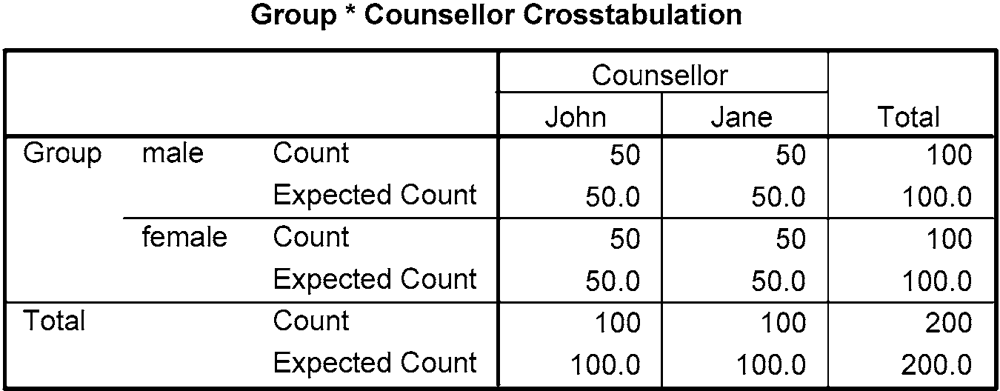 Group * Counsellor Crosstabulation
Counsellor
John Jane Total
Group male Count 50 50 100
Expected Count 50.0 50.0 100.0
female Count 50 50 100
Expected Count 50.0 50.0 100.0
Total Count 100 100 200
Expected Count 100.0 100.0 200.0